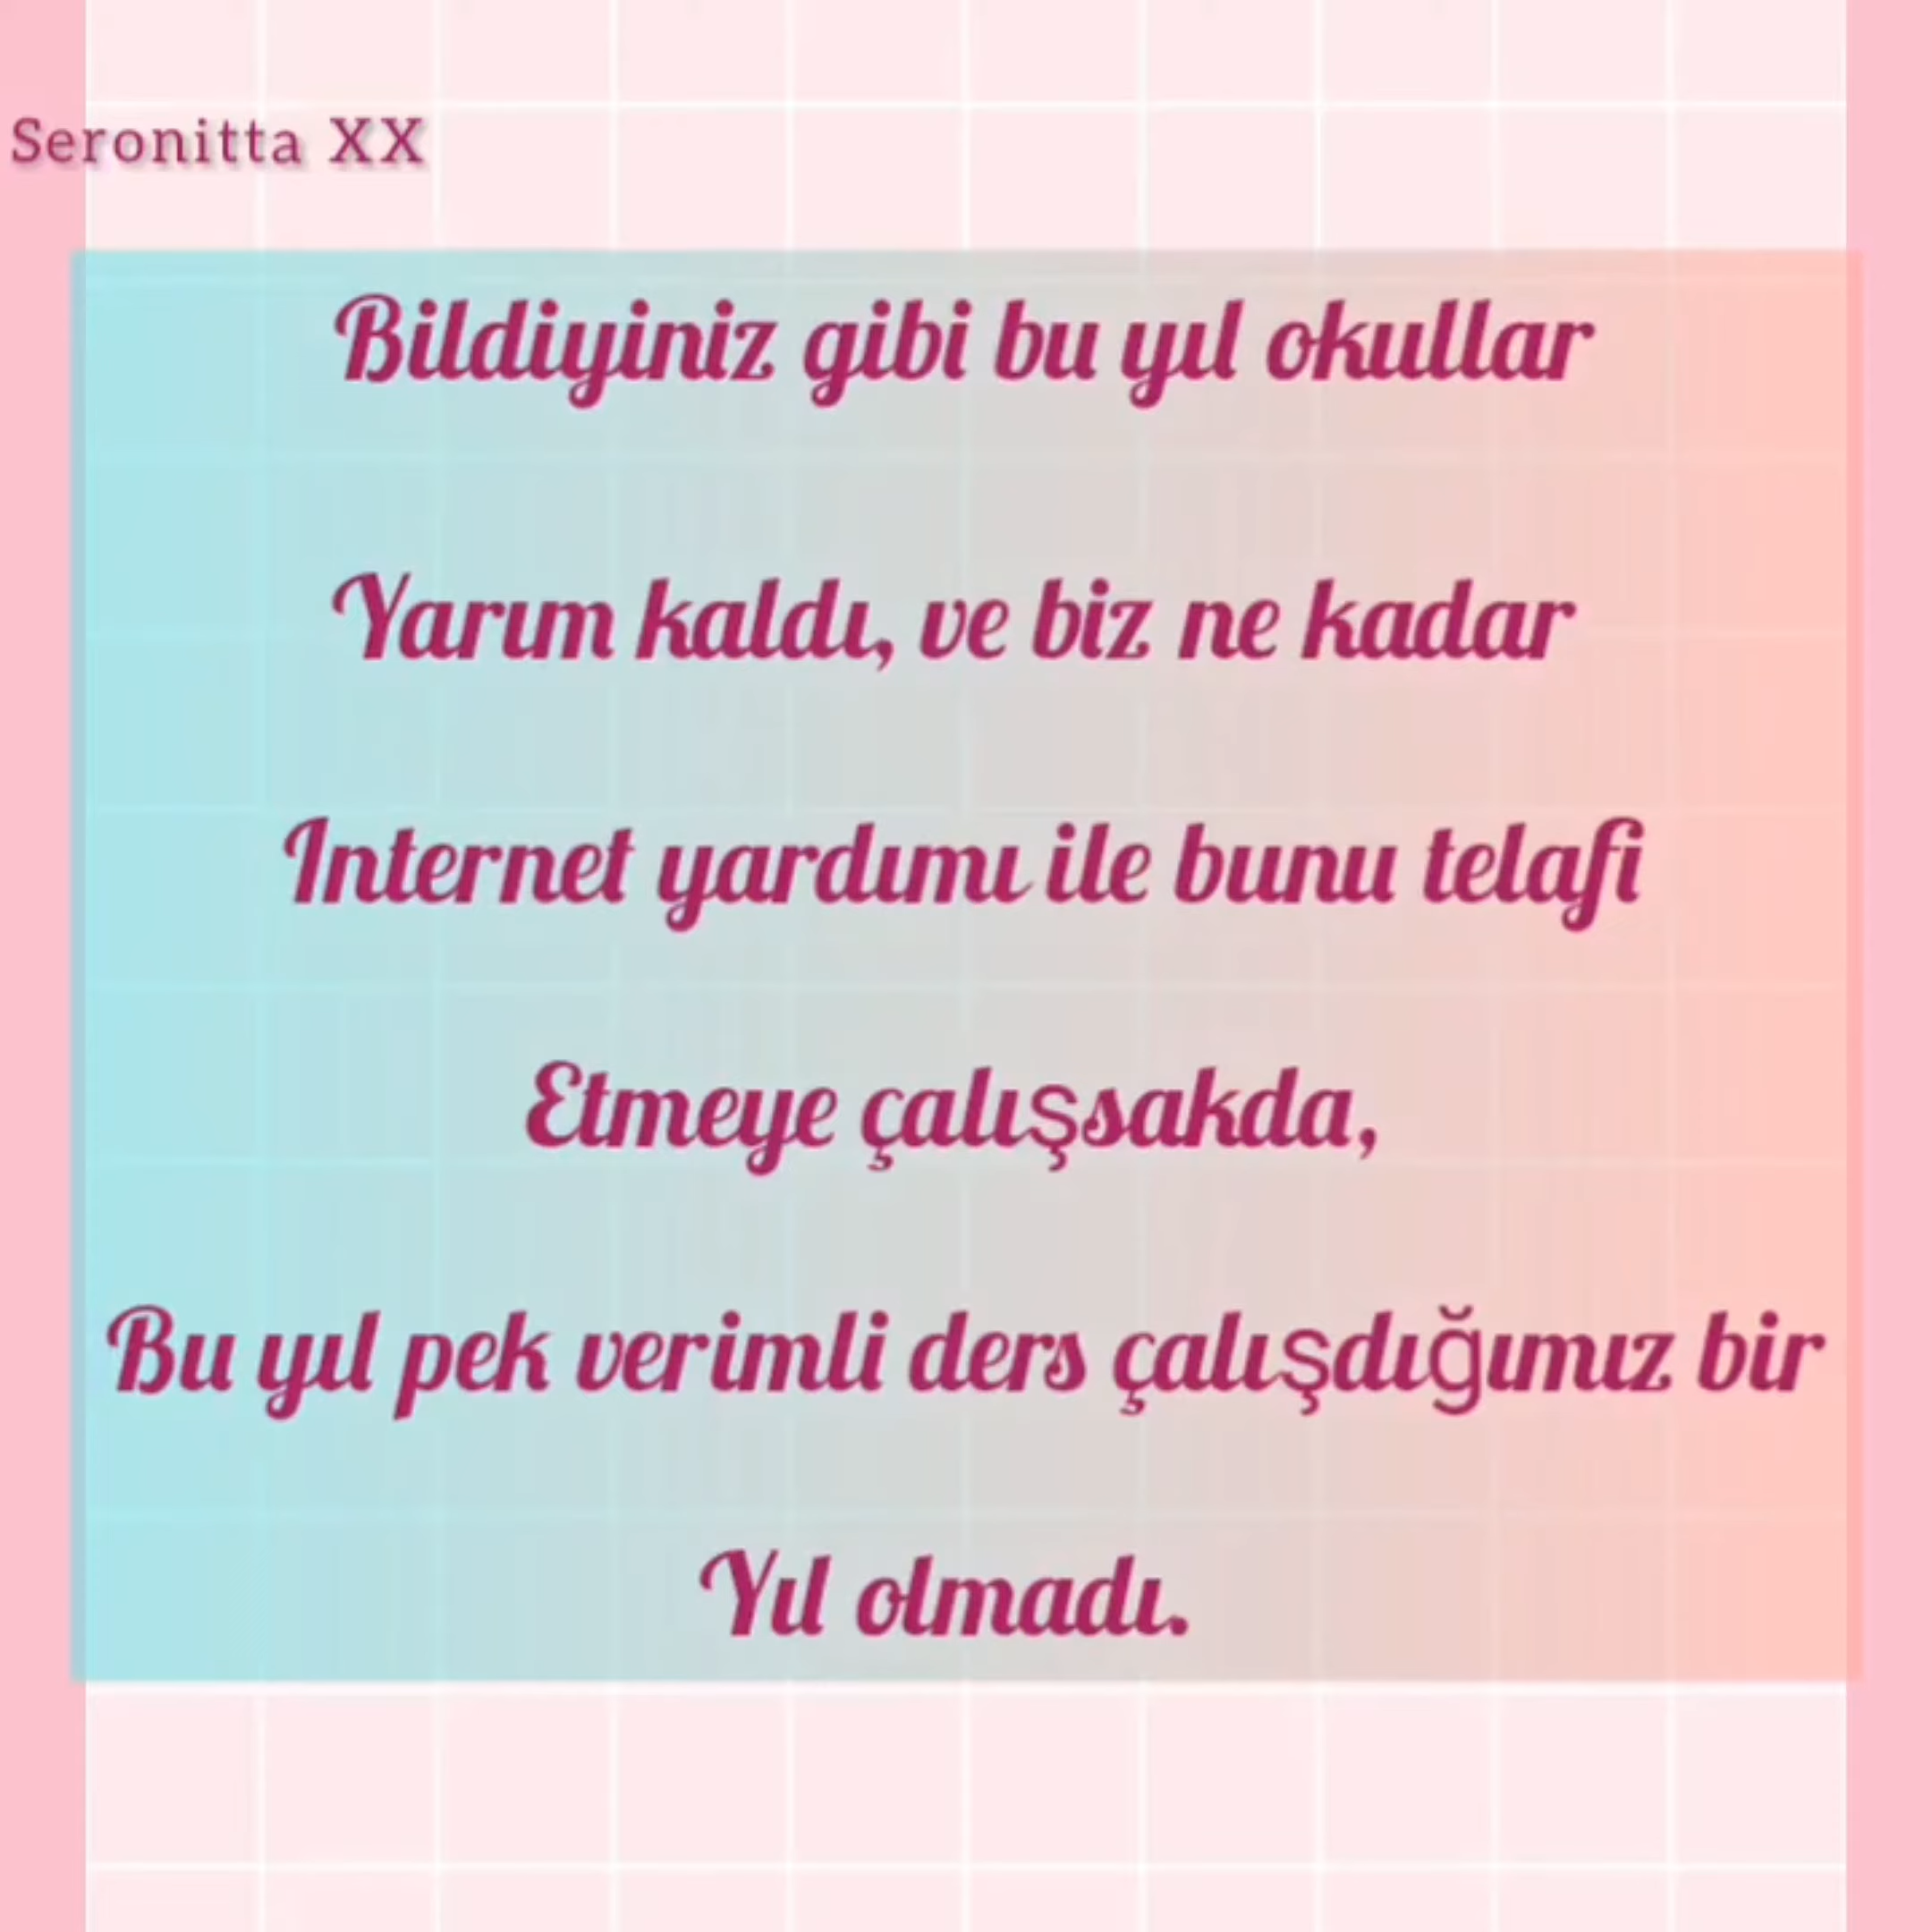 Seronitta XX
Bildiyiniz gibi bu yıl okullar
Yarım kaldı, ve biz ne kadar
Internet yardımı ile bunu telafi
Etmeye çalışsakda,
Bu yıl pek verimli ders çalışdığımız bir
Yıl olmadı.